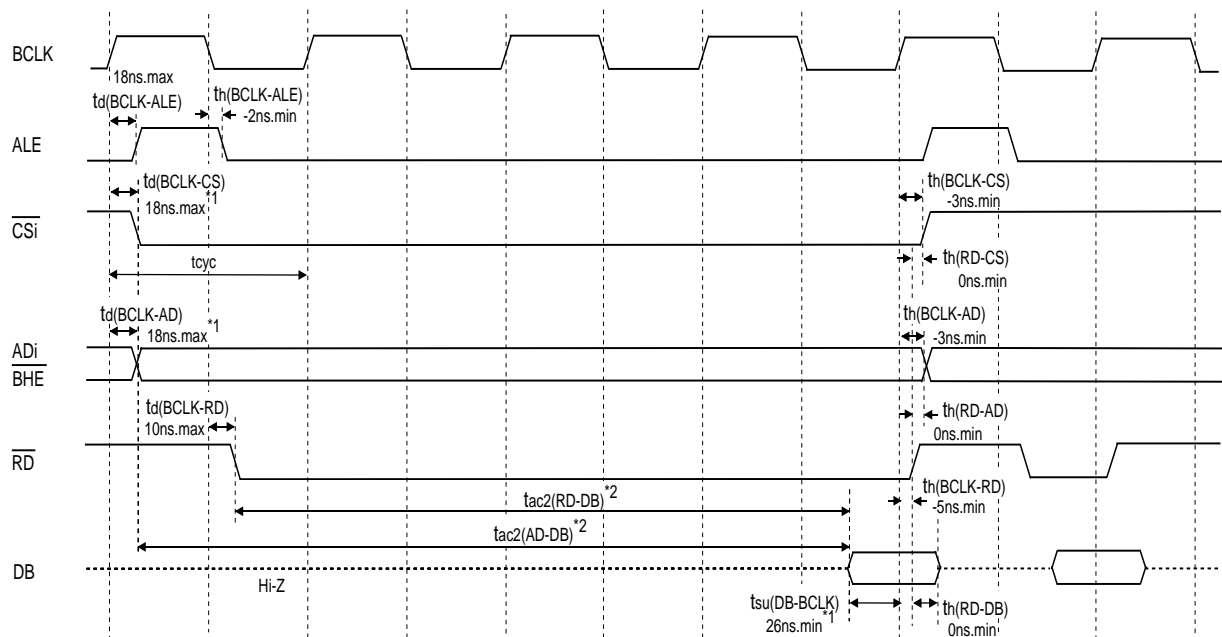 BCLK
18ns.max
td(BCLK-ALE)
th(BCLK-ALE)
-2ns.min
ALE
td(BCLK-CS)
18ns.max*1
th(BCLK-CS)
-3ns.min
CSi
tcyc
th(RD-CS)
0ns.min
td(BCLK-AD)
18ns.max*1
th(BCLK-AD)
-3ns.min
ADi
BHE
td(BCLK-RD)
10ns.max
th(RD-AD)
0ns.min
RD
tac2(RD-DB)*2
th(BCLK-RD)
-5ns.min
tac2(AD-DB)*2
DB
Hi-Z
tsu(DB-BCLK)
26ns.min*1
th(RD-DB)
0ns.min